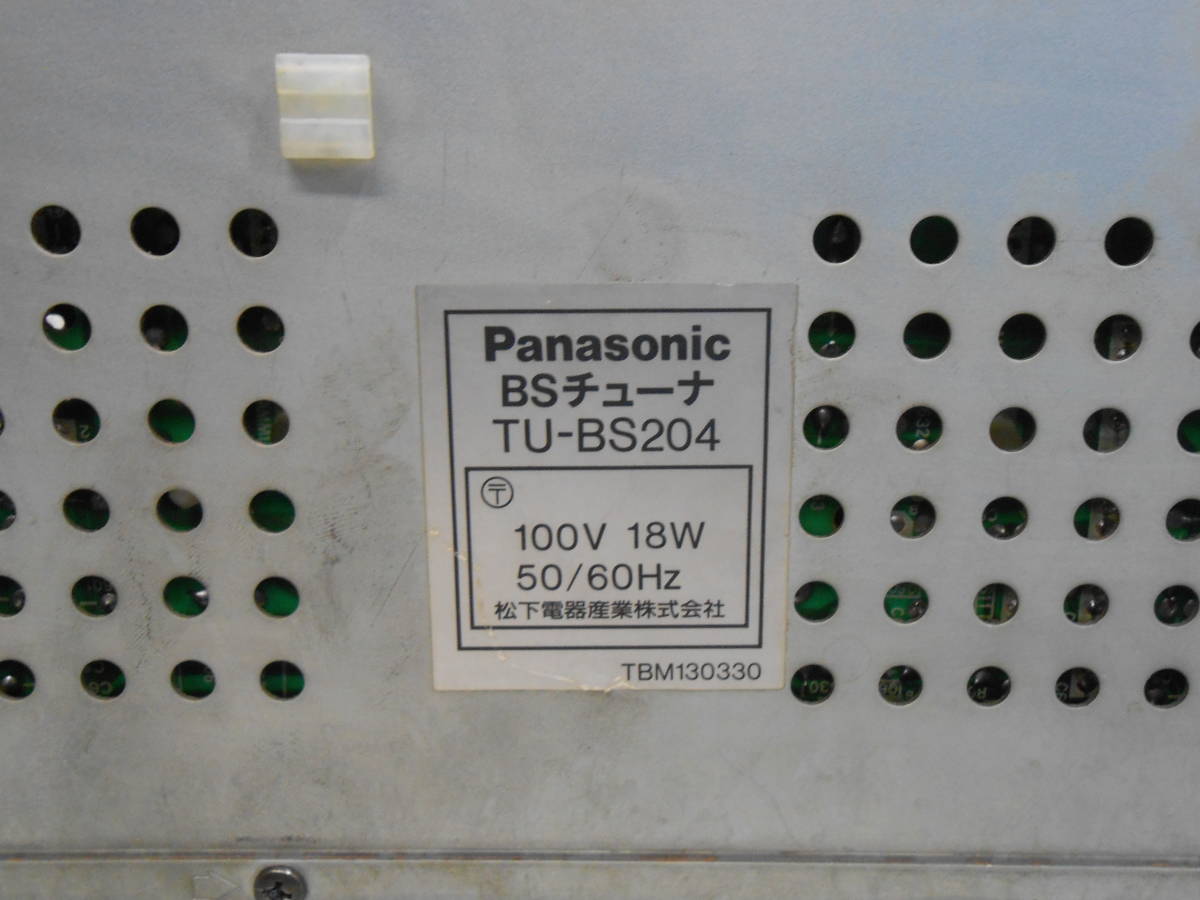 Panasonic
BSチューナ
TU-BS204
〒
100V 18W
50/60Hz
松下電器産業株式会社
TBM130330